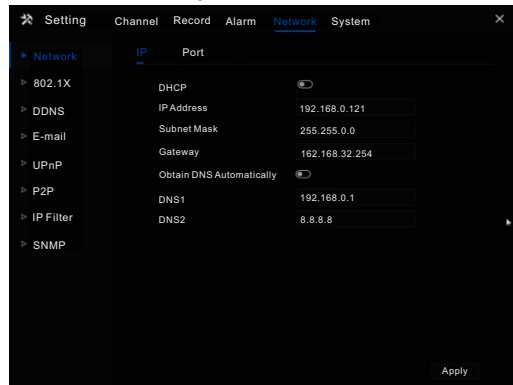 Setting Channel Record Alarm Network System
Network IP Port
802.1X DHCP
DDNS IP Address 192.168.0.121
E-mail Subnet Mask 255.255.0.0
UPnP Gateway 162.168.32.254
Obtain DNS Automatically
P2P DNS1 192.168.0.1
IP Filter DNS2 8.8.8.8
SNMP
Apply